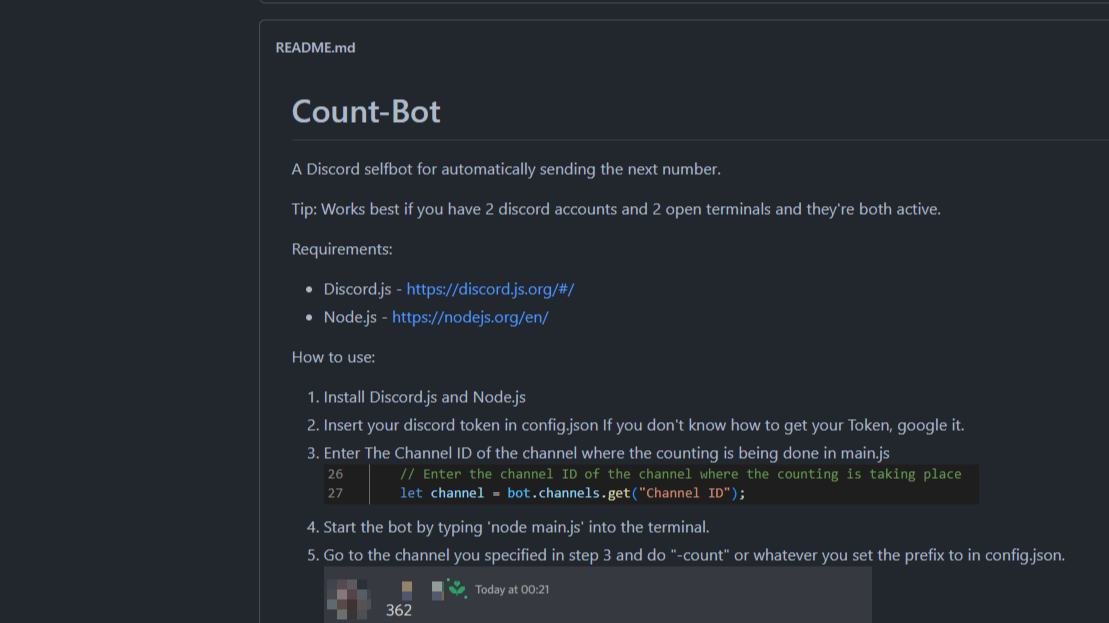 README.md
Count-Bot
A Discord selfbot for automatically sending the next number.
Tip: Works best if you have 2 discord accounts and 2 open terminals and they're both active.
Requirements:
• Discord.js - https://discord.js.org/#/
• Node.js - https://nodejs.org/en/
How to use:
1. Install Discord.js and Node.js
2. Insert your discord token in config.json If you don't know how to get your Token, google it.
3. Enter The Channel ID of the channel where the counting is being done in main.js
26 // Enter the channel ID of the channel where the counting is taking place
27 let channel = bot.channels.get("Channel ID");
4. Start the bot by typing 'node main.js' into the terminal.
5. Go to the channel you specified in step 3 and do "-count" or whatever you set the prefix to in config.json.
Today at 00:21
362